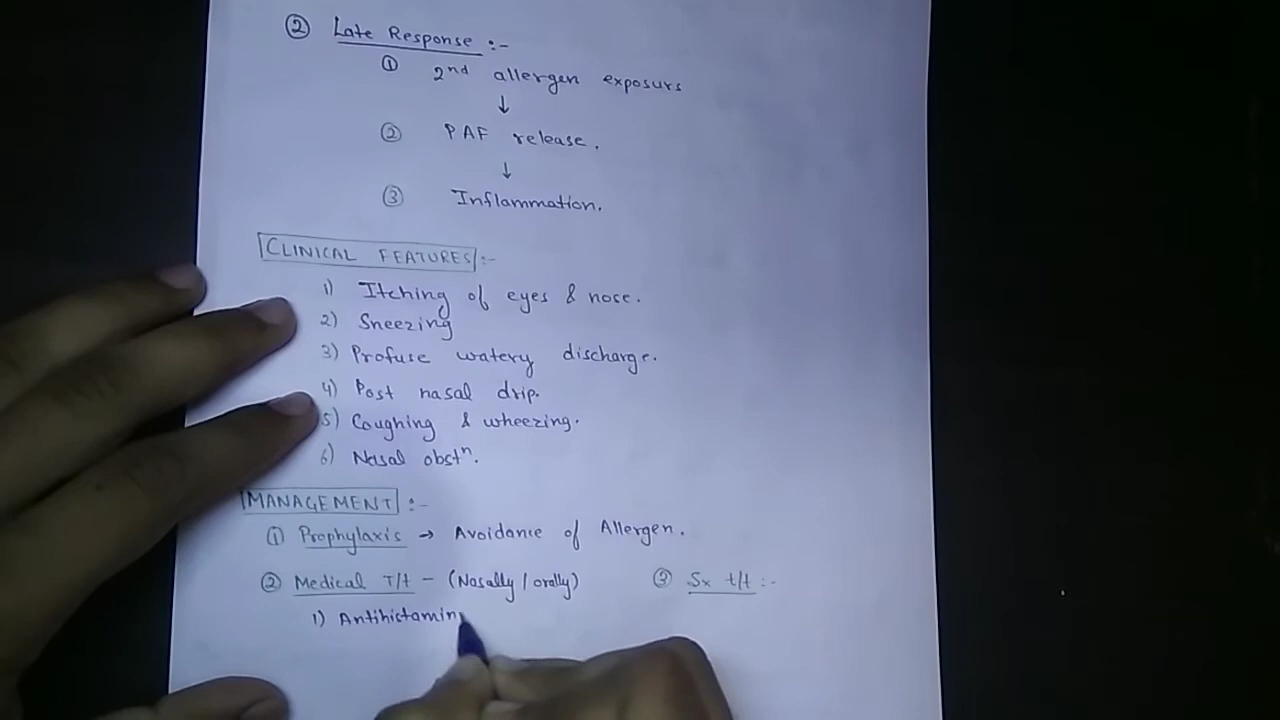 ② Late Response :-
① 2nd allergen exposurs
↓
② PAF release.
↓
③ Inflammation.
CLINICAL FEATURES :-
1) Itching of eyes & nose.
2) Sneezing
3) Profuse watery discharge.
4) Post nasal drip.
5) Coughing & wheezing.
6) Nasal obstn.
MANAGEMENT :-
① Prophylaxis → Avoidance of Allergen.
② Medical T/t - (Nasally / orally)
③ Sx t/t :-
1) Antihistamin